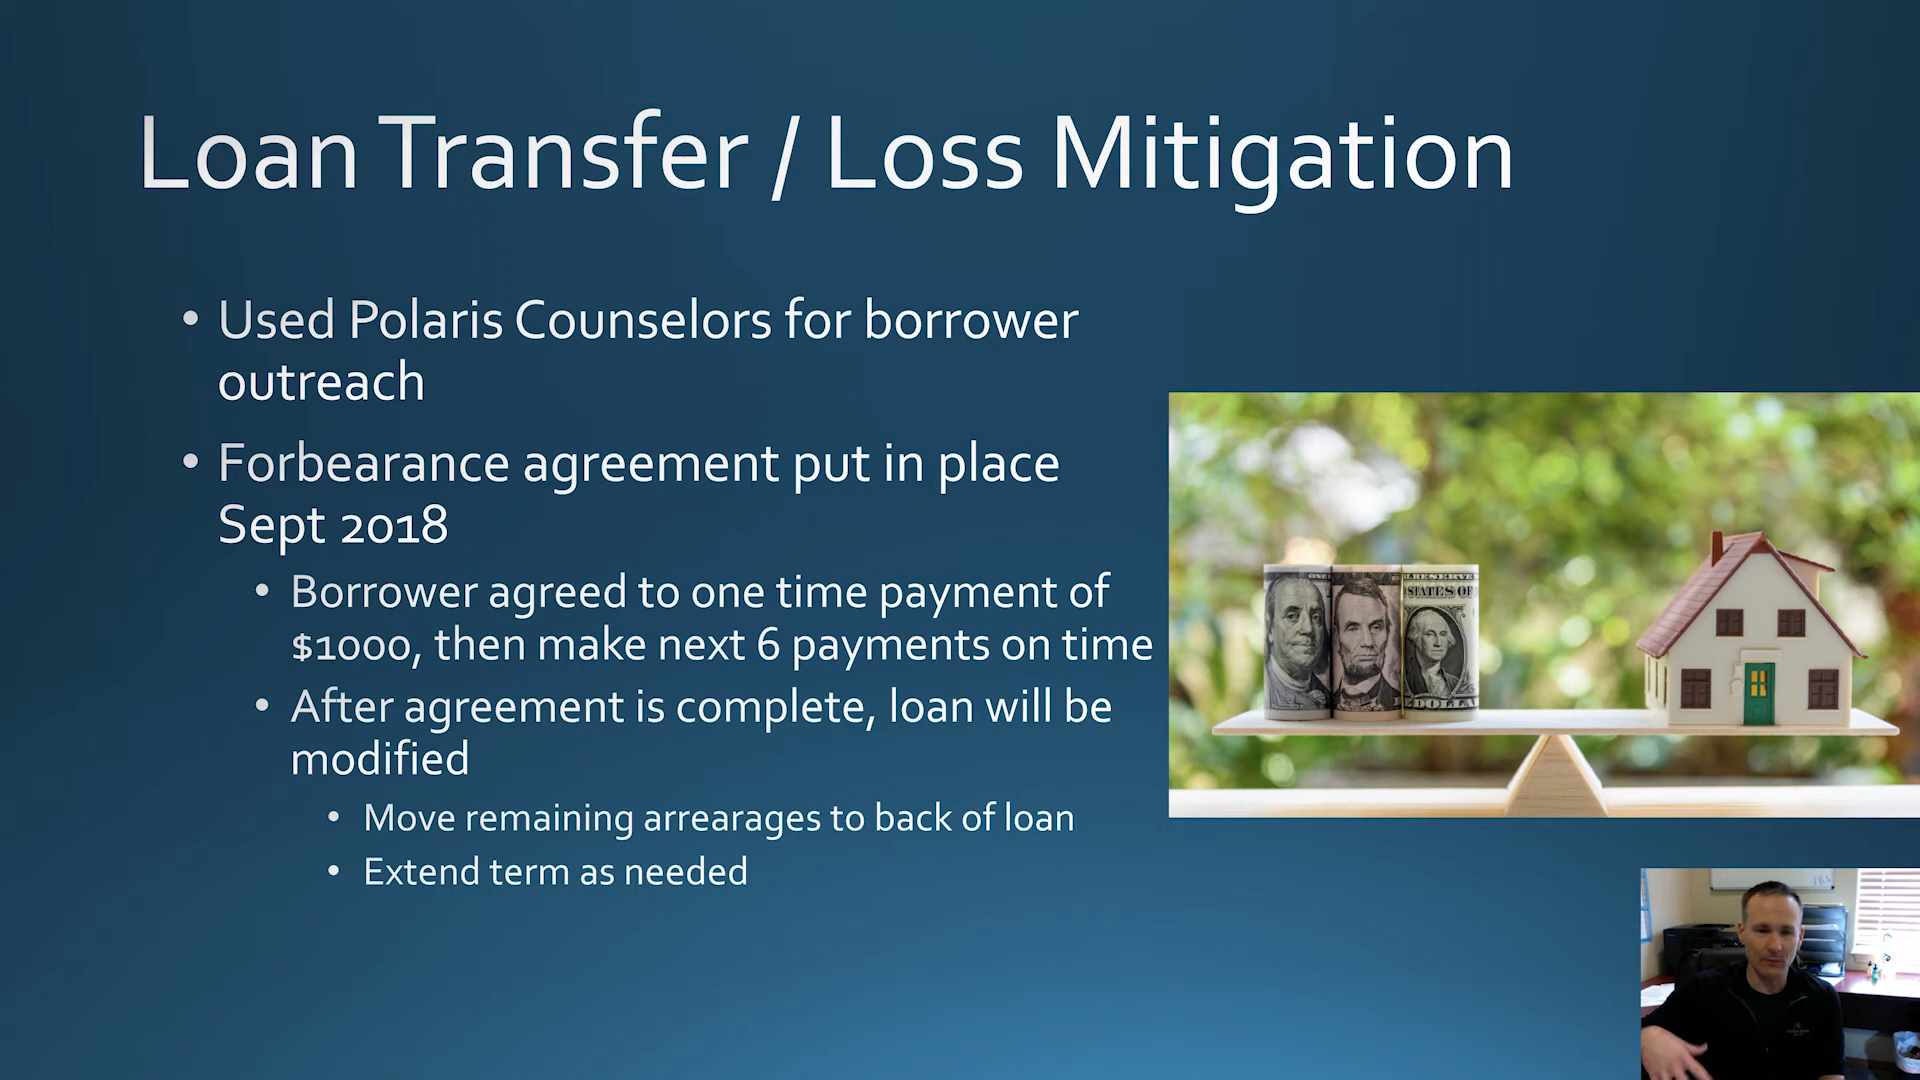 Loan Transfer / Loss Mitigation
• Used Polaris Counselors for borrower
outreach
• Forbearance agreement put in place
Sept 2018
• Borrower agreed to one time payment of
$1000, then make next 6 payments on time
• After agreement is complete, loan will be
modified
• Move remaining arrearages to back of loan
• Extend term as needed